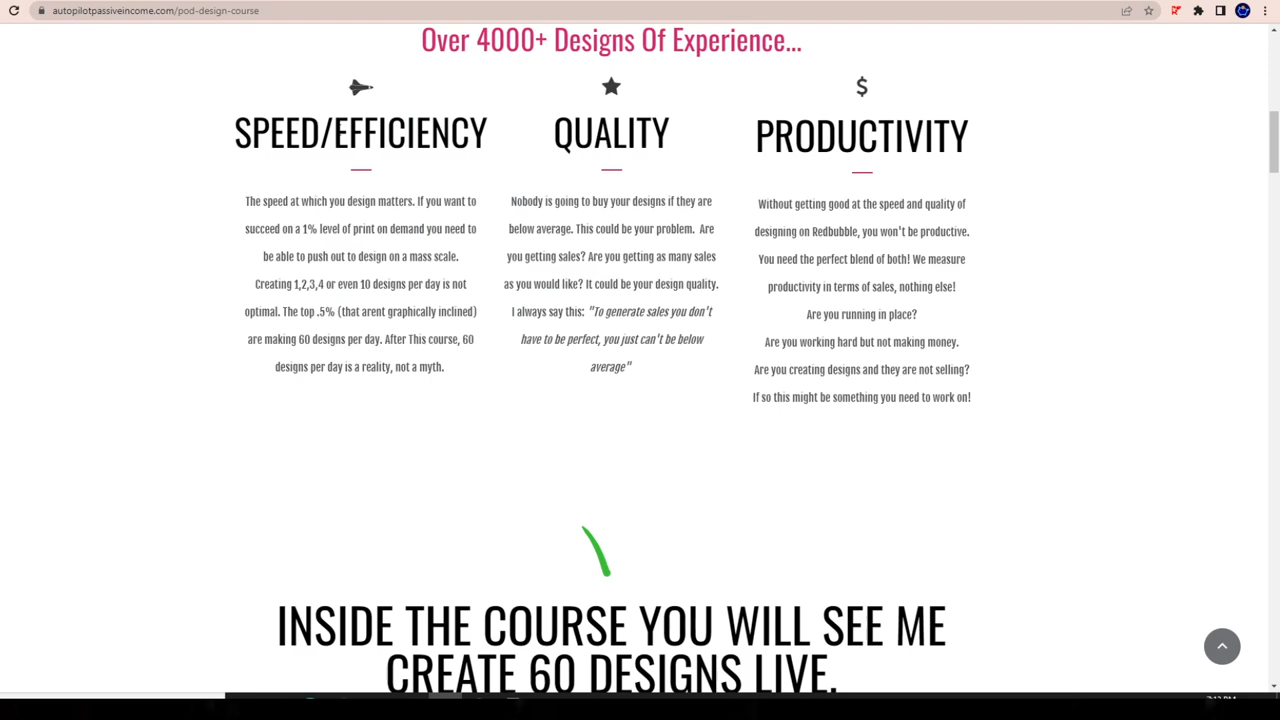 autopilotpassiveincome.com/pod-design-course
Over 4000+ Designs Of Experience...
SPEED/EFFICIENCY
The speed at which you design matters. If you want to
succeed on a 1% level of print on demand you need to
be able to push out to design on a mass scale.
Creating 1,2,3,4 or even 10 designs per day is not
optimal. The top .5% (that arent graphically inclined)
are making 60 designs per day. After This course, 60
designs per day is a reality, not a myth.
QUALITY
Nobody is going to buy your designs if they are
below average. This could be your problem. Are
you getting sales? Are you getting as many sales
as you would like? It could be your design quality.
I always say this: "To generate sales you don't
have to be perfect, you just can't be below
average"
$
PRODUCTIVITY
Without getting good at the speed and quality of
designing on Redbubble, you won't be productive.
You need the perfect blend of both! We measure
productivity in terms of sales, nothing else!
Are you running in place?
Are you working hard but not making money.
Are you creating designs and they are not selling?
If so this might be something you need to work on!
INSIDE THE COURSE YOU WILL SEE ME
CREATE 60 DESIGNS LIVE.